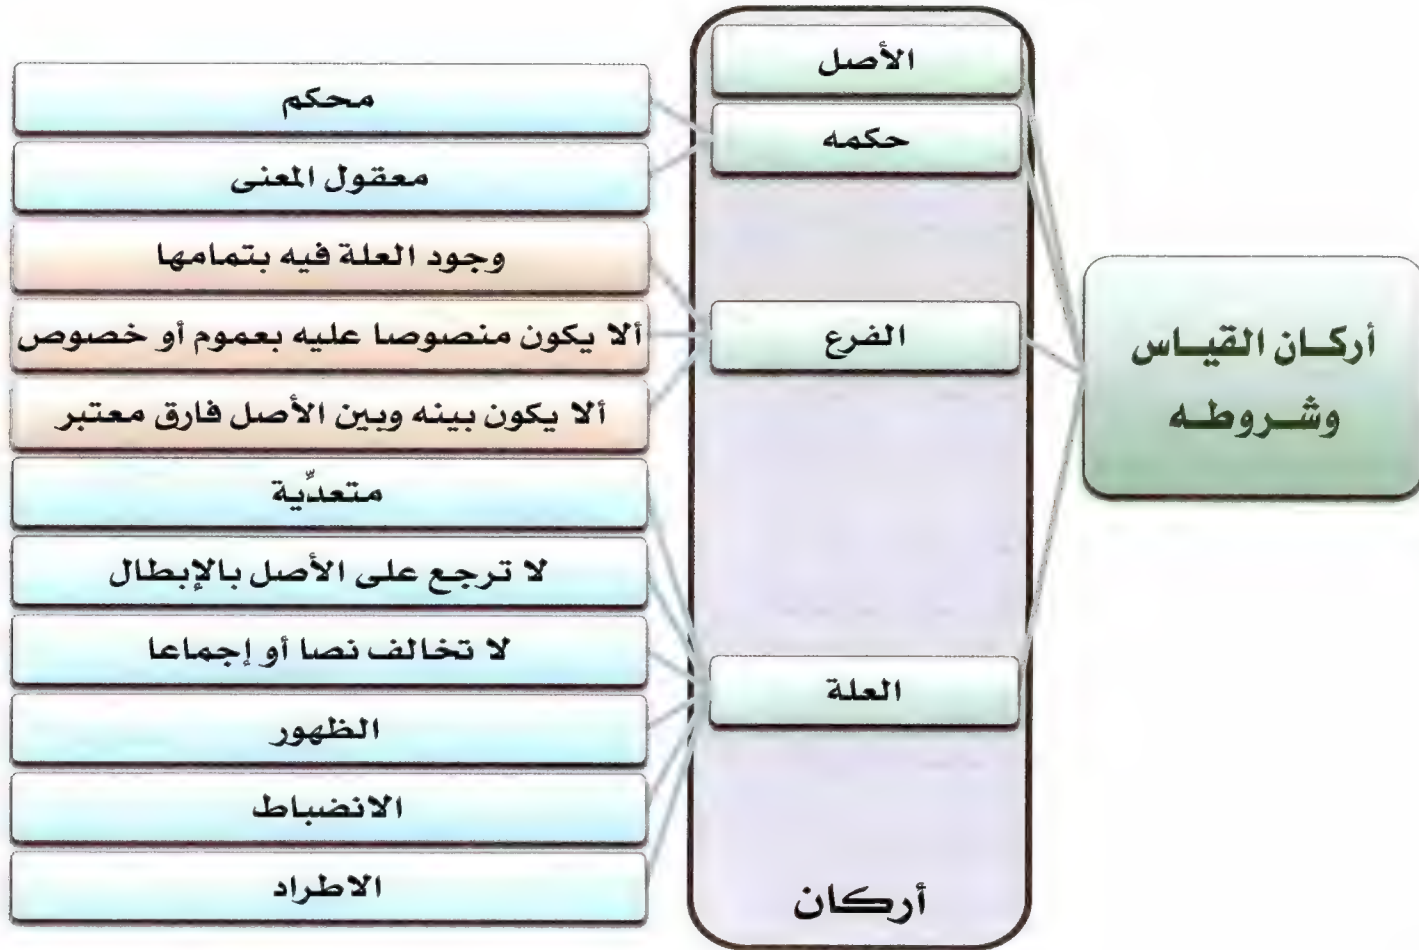 أركان القياس
وشروطه
أركان
الأصل
حكمه
محكم
معقول المعنى
الفرع
وجود العلة فيه بتمامها
ألا يكون منصوصا عليه بعموم أو خصوص
ألا يكون بينه وبين الأصل فارق معتبر
العلة
متعدِّية
لا ترجع على الأصل بالإبطال
لا تخالف نصا أو إجماعا
الظهور
الانضباط
الاطراد